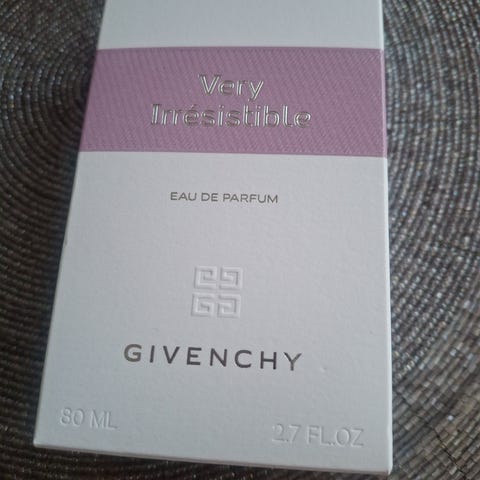 Very
Irrésistible
EAU DE PARFUM
GIVENCHY
80 ML
2.7 FL.OZ